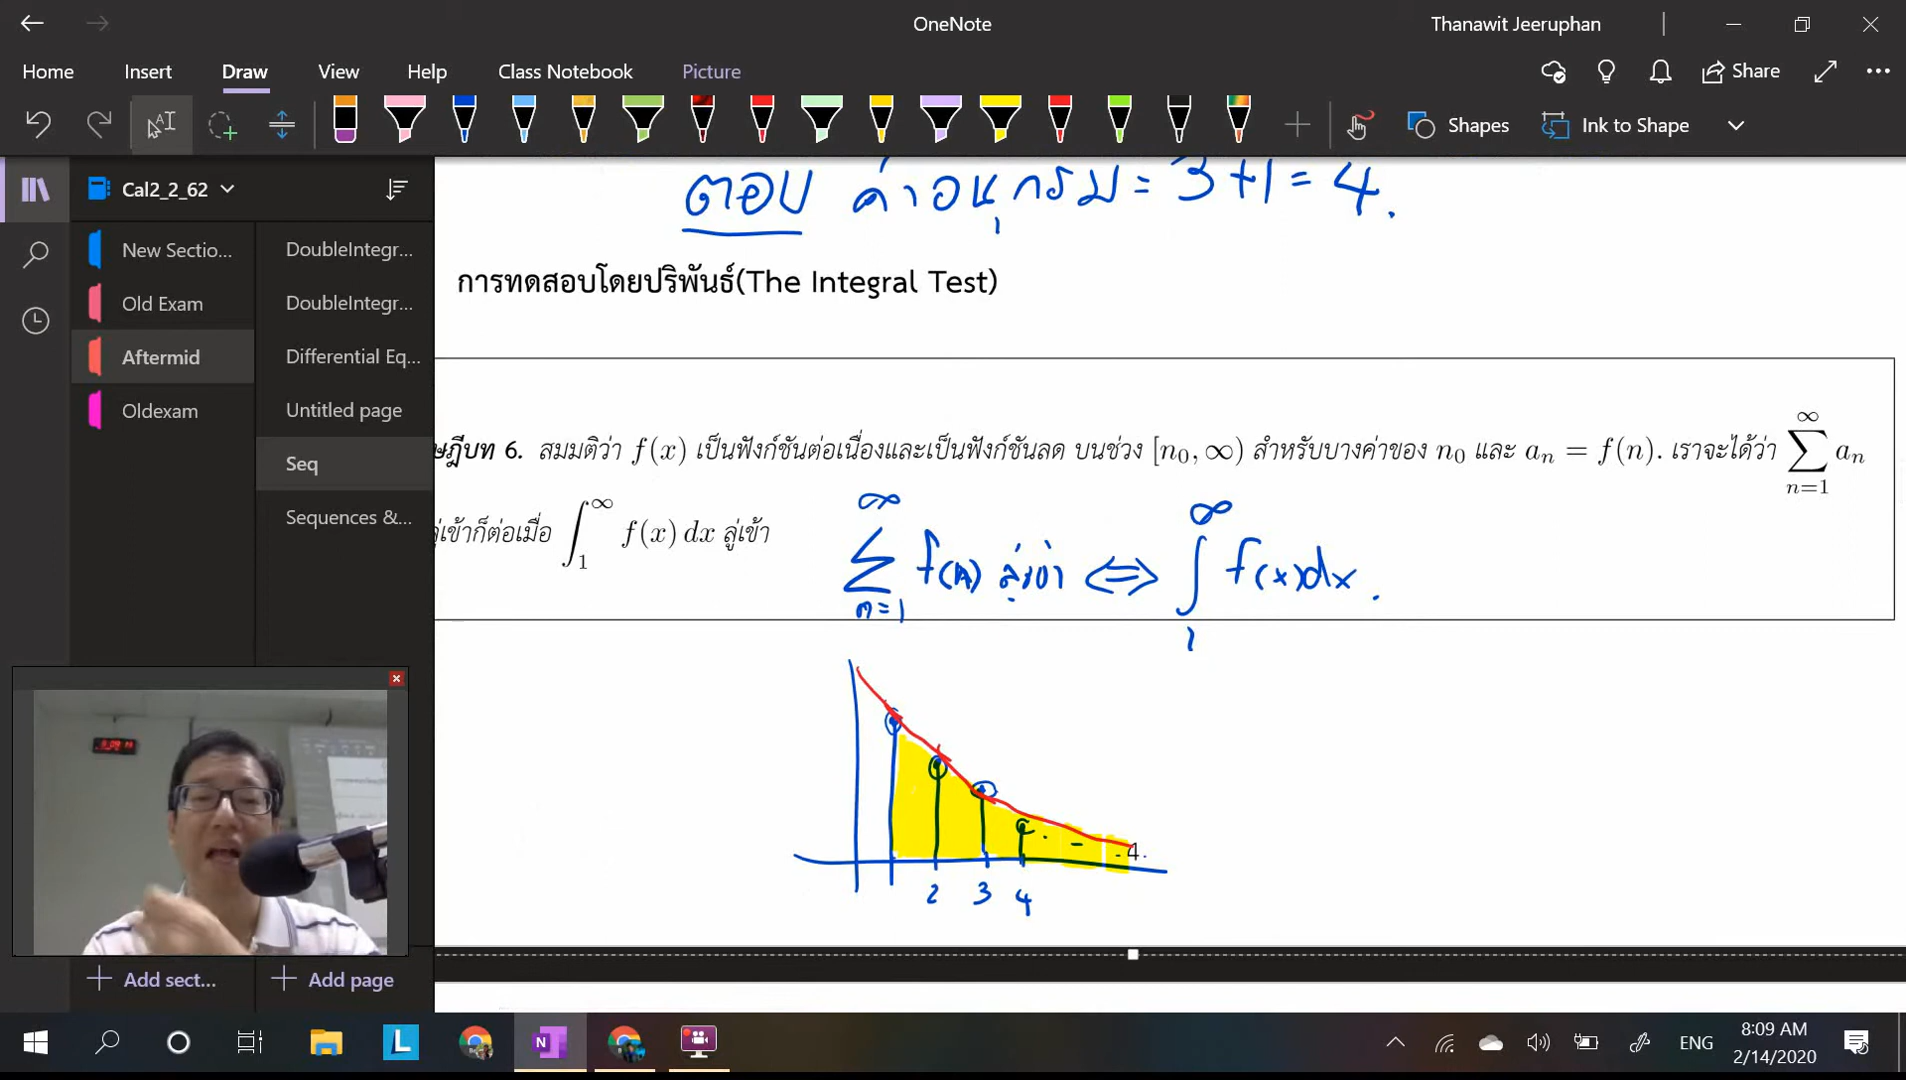 OneNote
Thanawit Jeeruphan
Home Insert Draw View Help Class Notebook Picture
Share
Shapes
Ink to Shape
Cal2_2_62
New Sectio...
Old Exam
Aftermid
Oldexam
DoubleIntegr...
DoubleIntegr...
Differential Eq...
Untitled page
Seq
Sequences &...
ตอบ ค่าอนุกรม = 3+1 = 4.
การทดสอบโดยปริพันธ์(The Integral Test)
ษฎีบท 6. สมมติว่า f(x) เป็นฟังก์ชันต่อเนื่องและเป็นฟังก์ชันลด บนช่วง [n₀, ∞) สำหรับบางค่าของ n₀ และ aₙ = f(n). เราจะได้ว่า ∑_{n=1}^{∞} aₙ
ลู่เข้าก็ต่อเมื่อ ∫_1^∞ f(x) dx ลู่เข้า
∑_{n=1}^{∞} f(n) ลู่เข้า ⟺ ∫_1^∞ f(x)dx.
2 3 4
Add sect...
Add page
L
N
ENG
8:09 AM
2/14/2020